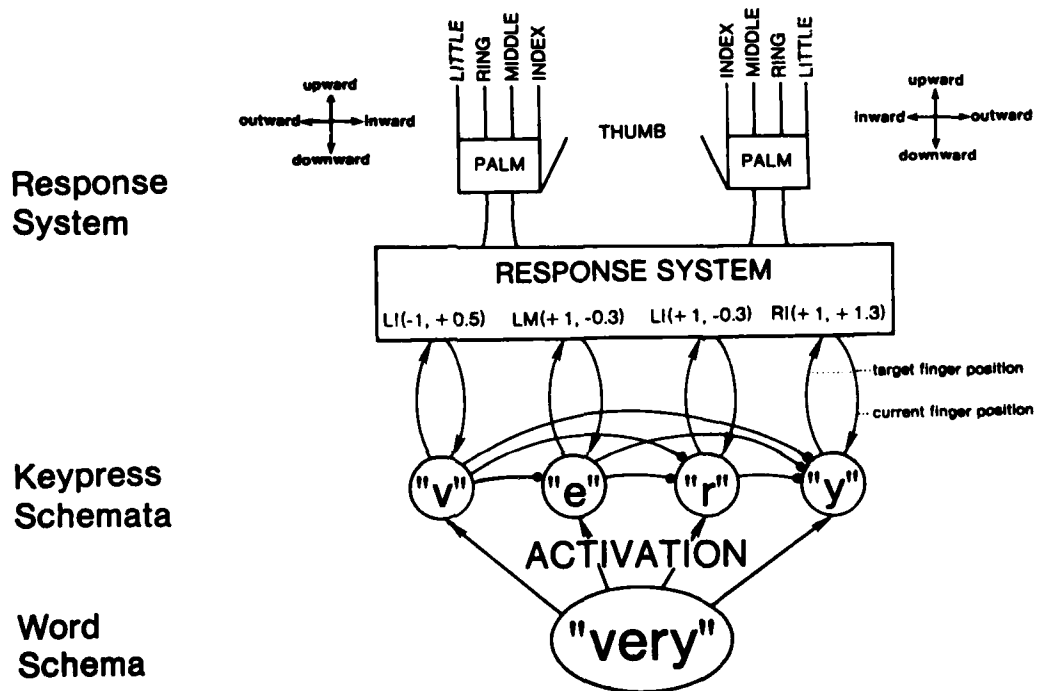 LITTLE
RING
MIDDLE
INDEX
INDEX
MIDDLE
RING
LITTLE
upward
outward inward
downward
THUMB
upward
inward outward
downward
PALM
PALM
Response
System
RESPONSE SYSTEM
LI(-1, +0.5) LM(+1, -0.3) LI(+1, -0.3) RI(+1, +1.3)
target finger position
current finger position
Keypress
Schemata
"v" "e" "r" "y"
ACTIVATION
Word
Schema
"very"